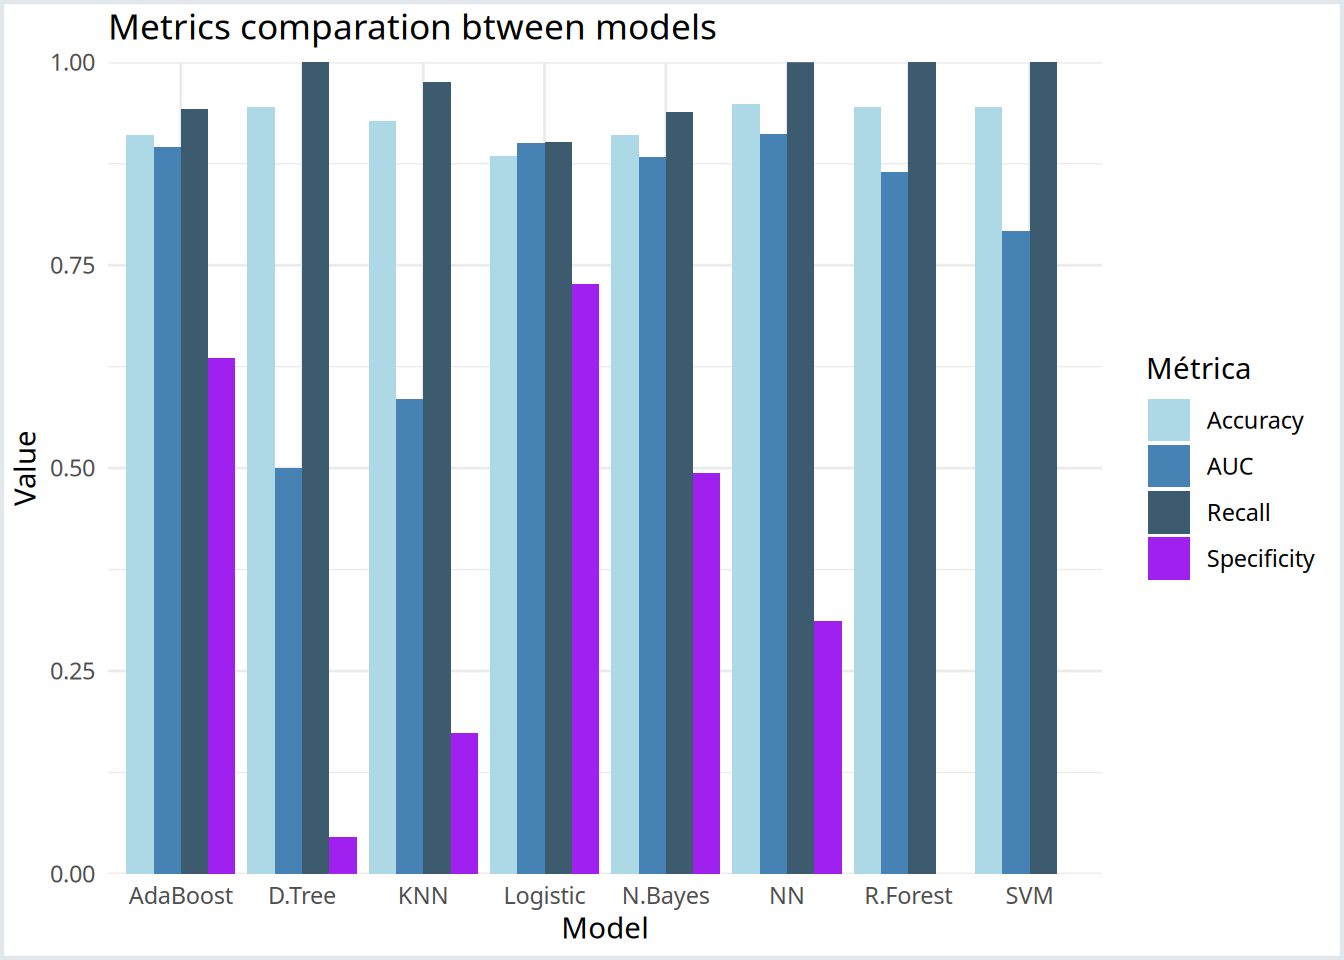 Metrics comparation btween models
1.00
0.75
0.50
0.25
0.00
Value
AdaBoost
D.Tree
KNN
Logistic
N.Bayes
NN
R.Forest
SVM
Model
Métrica
Accuracy
AUC
Recall
Specificity